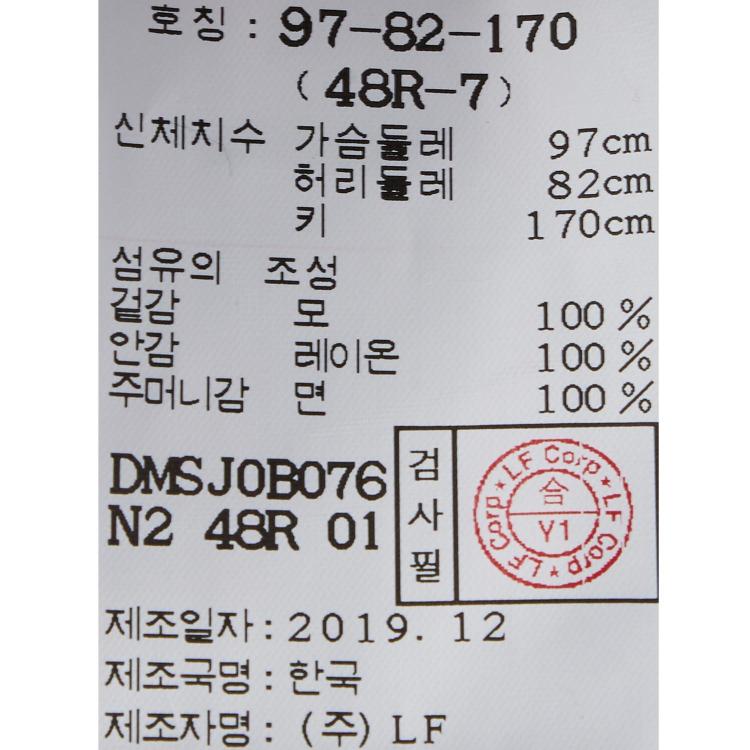 호칭 : 97-82-170
(48R-7)
신체치수 가슴둘레 97cm
허리둘레 82cm
키 170cm
섬유의 조성
겉감 모 100 %
안감 레이온 100 %
주머니감 면 100 %
DMSJ0B076
N2 48R 01
검사필
LF Corp ★ LF Corp ★ LF Corp ★
合
Y1
제조일자 : 2019. 12
제조국명 : 한국
제조자명 : (주) LF